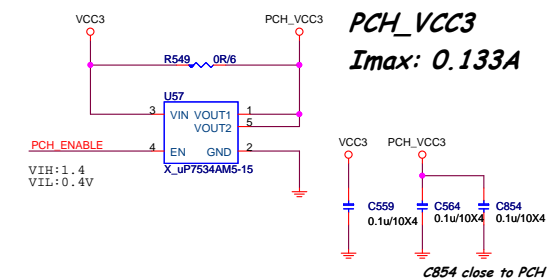 VCC3
PCH_VCC3
PCH_VCC3
Imax: 0.133A
R549
0R/6
U57
3
VIN VOUT1
1
VOUT2
5
PCH_ENABLE
4
EN
GND
2
VIH:1.4
VIL:0.4V
X_uP7534AM5-15
VCC3
PCH_VCC3
C559
0.1u/10X4
C564
0.1u/10X4
C854
0.1u/10X4
C854 close to PCH